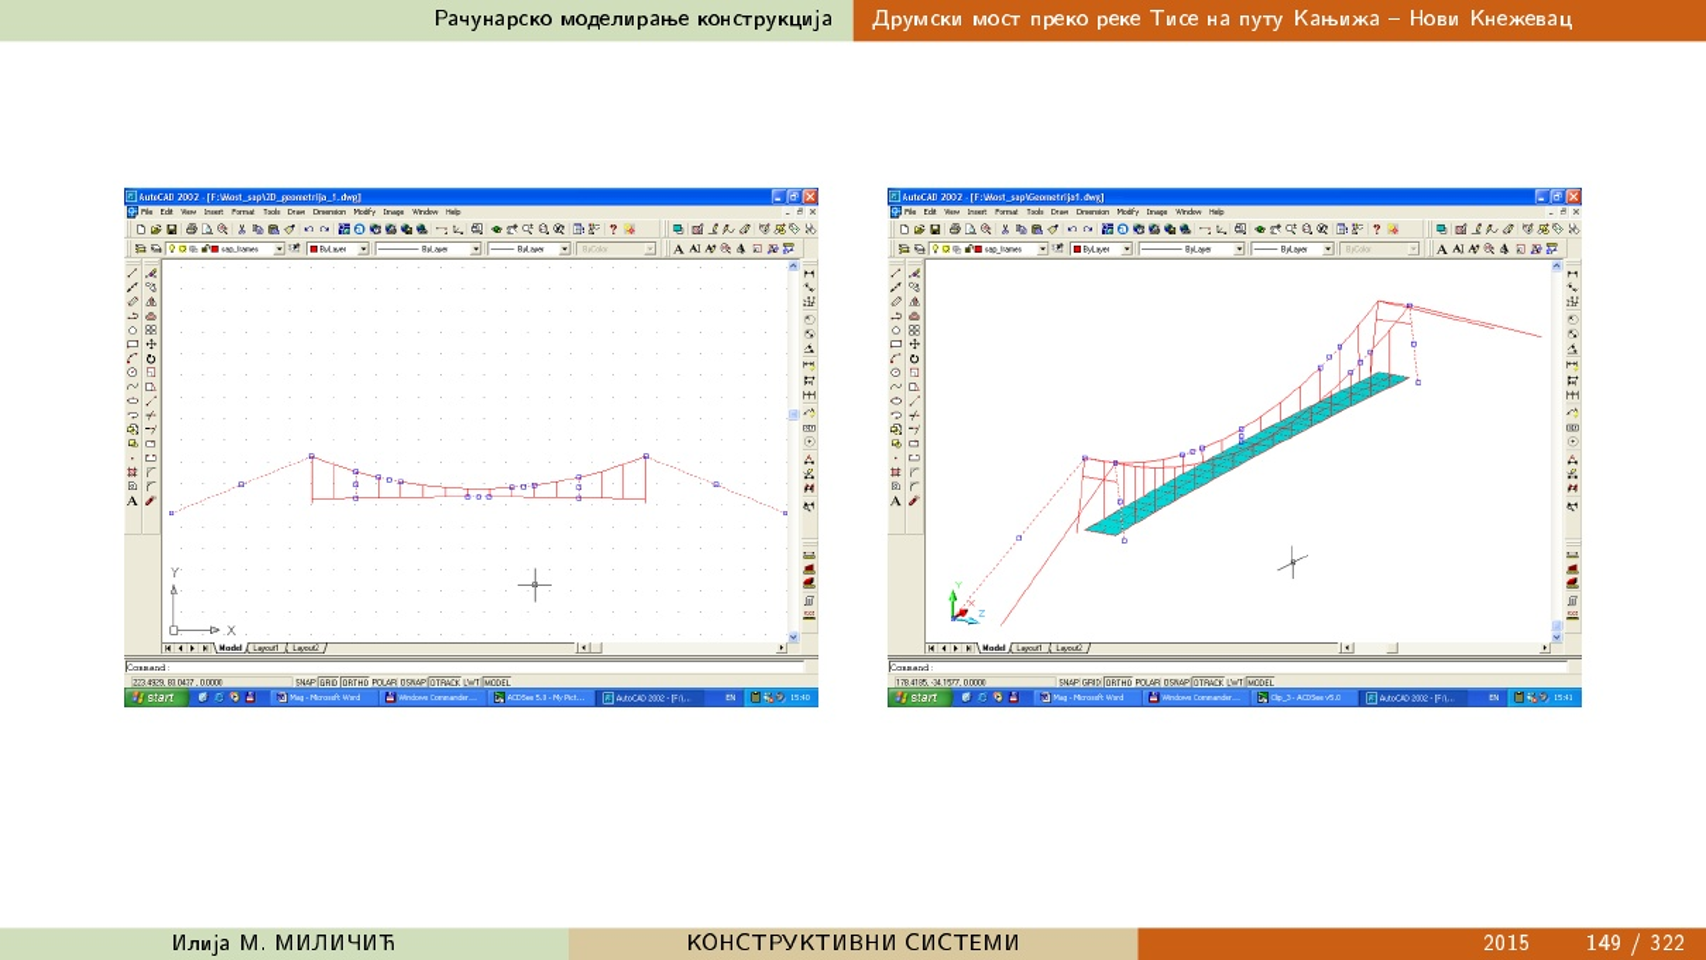 Рачунарско моделирање конструкција
Друмски мост преко реке Тисе на путу Кањижа – Нови Кнежевац
AutoCAD 2002 - [F:\Most_sap\2D_geometrija_1.dwg]
File Edit View Insert Format Tools Draw Dimension Modify Image Window Help
sap_frames ByLayer ByLayer ByLayer ByColor
Y
X
Model Layout1 Layout2
Command:
223.4929, 83.0437, 0.0000 SNAP GRID ORTHO POLAR OSNAP OTRACK LWT MODEL
start Mag - Microsoft Word Windows Commander... ACDSee 5.0 - My Pict... AutoCAD 2002 - [F:\... EN 15:40
AutoCAD 2002 - [F:\Most_sap\Geometrija1.dwg]
File Edit View Insert Format Tools Draw Dimension Modify Image Window Help
sap_frames ByLayer ByLayer ByLayer ByColor
Y
X
Z
Model Layout1 Layout2
Command:
178.4185, -34.1577, 0.0000 SNAP GRID ORTHO POLAR OSNAP OTRACK LWT MODEL
start Mag - Microsoft Word Windows Commander... Clip_3 - ACDSee v5.0 AutoCAD 2002 - [F:\... EN 15:41
Илија М. МИЛИЧИЋ
КОНСТРУКТИВНИ СИСТЕМИ
2015 149 / 322